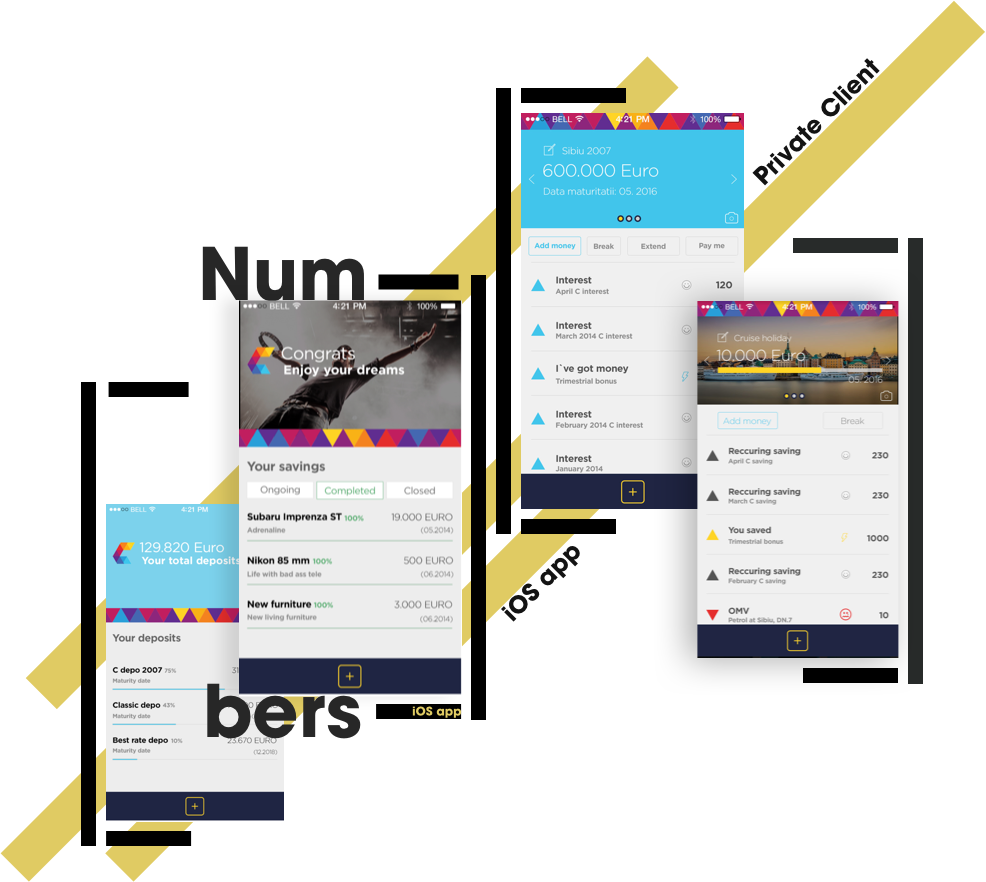 Private Client
BELL 4:21 PM 100%
Sibiu 2007
600.000 Euro
Data maturitatii: 05. 2016
Add money Break Extend Pay me
Interest 120
April C interest
Interest
March 2014 C interest
I`ve got money
Trimestrial bonus
Interest
February 2014 C interest
Interest
January 2014
iOS app
Num
bers
BELL 4:21 PM 100%
Congrats
Enjoy your dreams
Your savings
Ongoing Completed Closed
Subaru Imprenza ST 100% 19.000 EURO
Adrenaline (05.2014)
Nikon 85 mm 100% 500 EURO
Life with bad ass tele (06.2014)
New furniture 100% 3.000 EURO
New living furniture (06.2014)
iOS app
BELL 4:21 PM 100%
Cruise holiday
10.000 Euro
05. 2016
Add money Break
Reccuring saving 230
April C saving
Reccuring saving 230
March C saving
You saved 1000
Trimestrial bonus
Reccuring saving 230
February C saving
OMV 10
Petrol at Sibiu, DN.7
BELL 4:21 PM
129.820 Euro
Your total deposits
Your deposits
C depo 2007 75%
Maturity date
Classic depo 43%
Maturity date
Best rate depo 10% 23.670 EURO
Maturity date (12.2018)